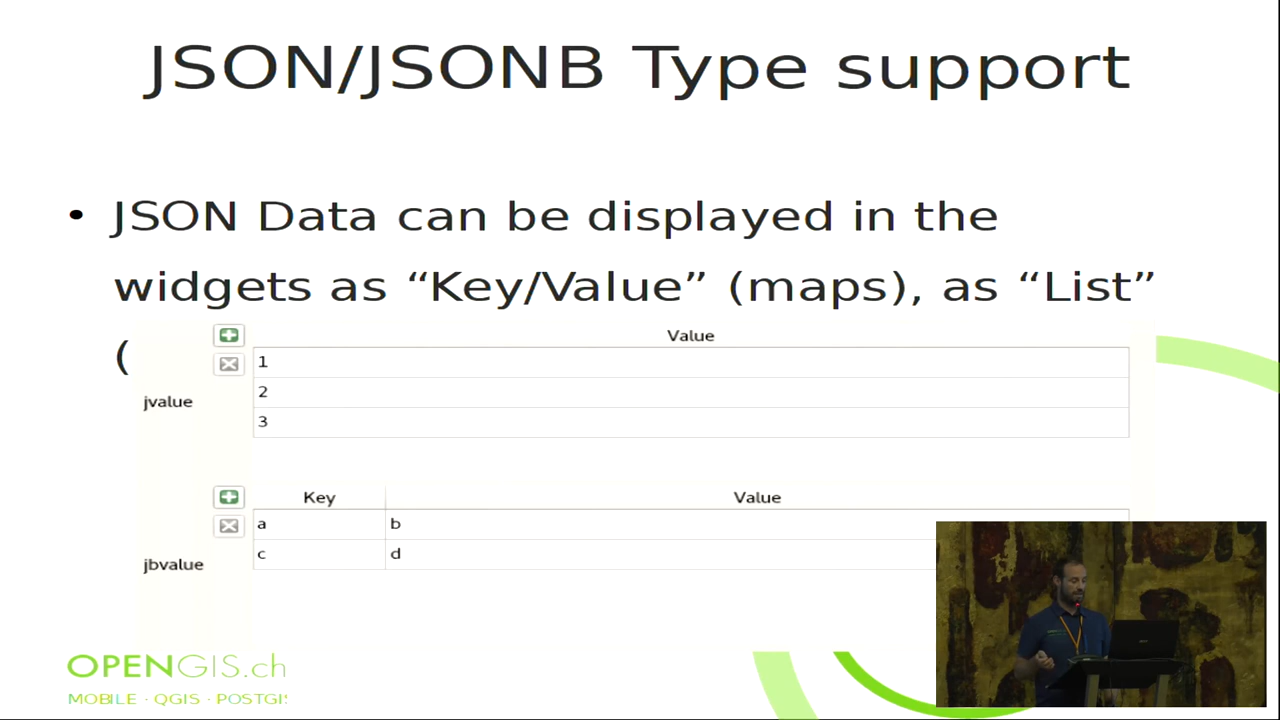 JSON/JSONB Type support
• JSON Data can be displayed in the
widgets as “Key/Value” (maps), as “List”
(
Value
1
jvalue
2
3
Key Value
a b
c d
jbvalue
OPENGIS.ch
MOBILE · QGIS · POSTGIS